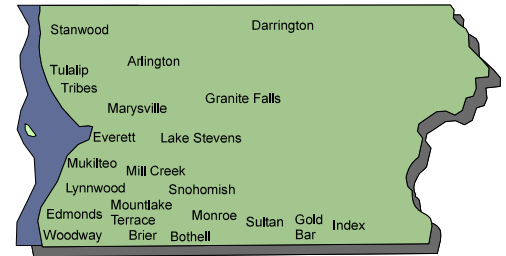 Stanwood
Darrington
Arlington
Tulalip
Tribes
Granite Falls
Marysville
Everett
Lake Stevens
Mukilteo
Mill Creek
Lynnwood
Snohomish
Mountlake
Terrace
Edmonds
Monroe
Sultan
Gold
Bar
Index
Woodway
Brier
Bothell